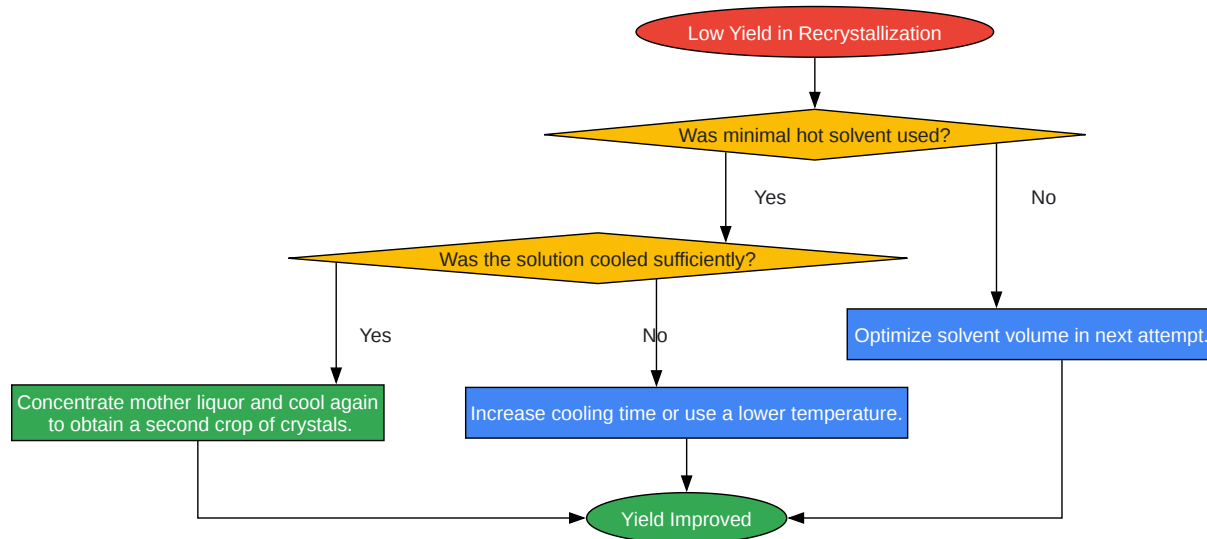 Low Yield in Recrystallization
Was minimal hot solvent used?
Yes
No
Was the solution cooled sufficiently?
Yes
No
Optimize solvent volume in next attempt.
Concentrate mother liquor and cool again
to obtain a second crop of crystals.
Increase cooling time or use a lower temperature.
Yield Improved